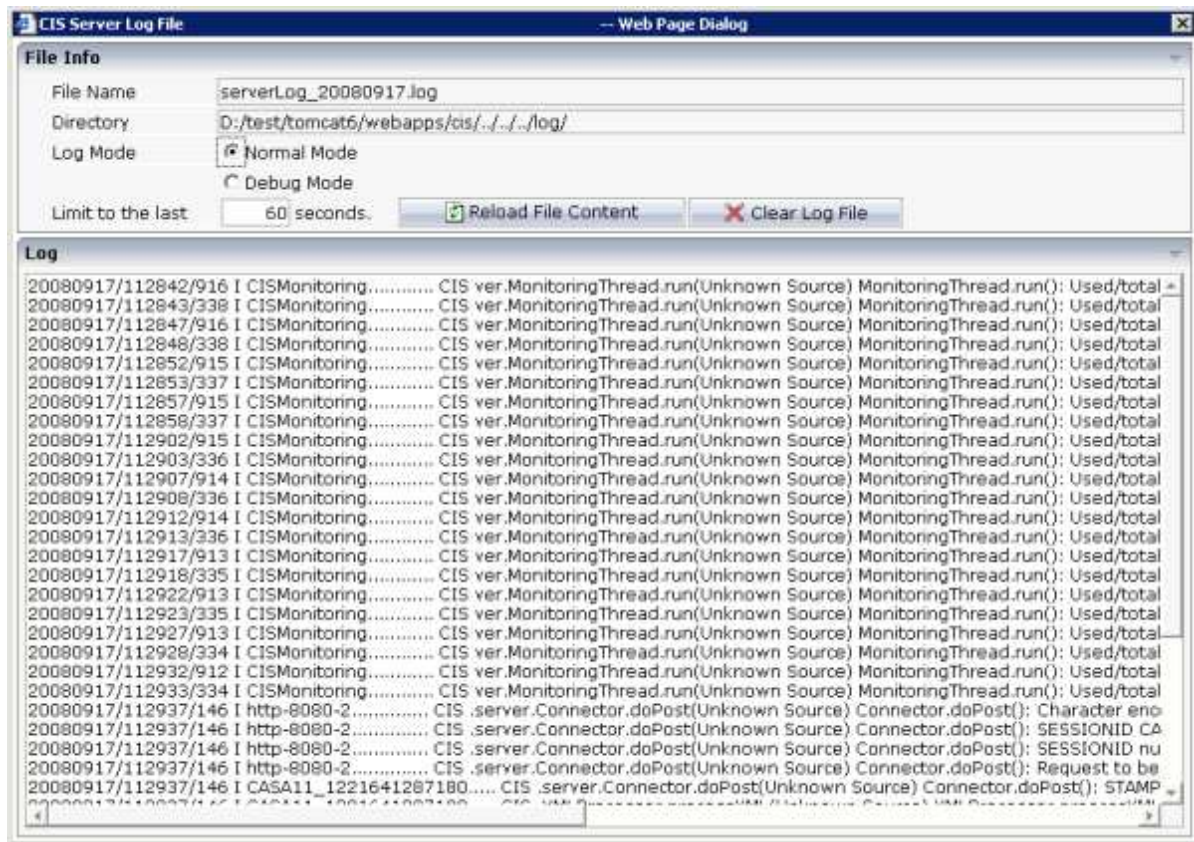 CIS Server Log File -- Web Page Dialog
File Info
File Name serverLog_20080917.log
Directory D:/test/tomcat6/webapps/cis/../../../log/
Log Mode Normal Mode
Debug Mode
Limit to the last 60 seconds. Reload File Content Clear Log File
Log
20080917/112842/916 I CISMonitoring............ CIS ver.MonitoringThread.run(Unknown Source) MonitoringThread.run(): Used/total
20080917/112843/338 I CISMonitoring............ CIS ver.MonitoringThread.run(Unknown Source) MonitoringThread.run(): Used/total
20080917/112847/916 I CISMonitoring............ CIS ver.MonitoringThread.run(Unknown Source) MonitoringThread.run(): Used/total
20080917/112848/338 I CISMonitoring............ CIS ver.MonitoringThread.run(Unknown Source) MonitoringThread.run(): Used/total
20080917/112852/915 I CISMonitoring............ CIS ver.MonitoringThread.run(Unknown Source) MonitoringThread.run(): Used/total
20080917/112853/337 I CISMonitoring............ CIS ver.MonitoringThread.run(Unknown Source) MonitoringThread.run(): Used/total
20080917/112857/915 I CISMonitoring............ CIS ver.MonitoringThread.run(Unknown Source) MonitoringThread.run(): Used/total
20080917/112858/337 I CISMonitoring............ CIS ver.MonitoringThread.run(Unknown Source) MonitoringThread.run(): Used/total
20080917/112902/915 I CISMonitoring............ CIS ver.MonitoringThread.run(Unknown Source) MonitoringThread.run(): Used/total
20080917/112903/336 I CISMonitoring............ CIS ver.MonitoringThread.run(Unknown Source) MonitoringThread.run(): Used/total
20080917/112907/914 I CISMonitoring............ CIS ver.MonitoringThread.run(Unknown Source) MonitoringThread.run(): Used/total
20080917/112908/336 I CISMonitoring............ CIS ver.MonitoringThread.run(Unknown Source) MonitoringThread.run(): Used/total
20080917/112912/914 I CISMonitoring............ CIS ver.MonitoringThread.run(Unknown Source) MonitoringThread.run(): Used/total
20080917/112913/336 I CISMonitoring............ CIS ver.MonitoringThread.run(Unknown Source) MonitoringThread.run(): Used/total
20080917/112917/913 I CISMonitoring............ CIS ver.MonitoringThread.run(Unknown Source) MonitoringThread.run(): Used/total
20080917/112918/335 I CISMonitoring............ CIS ver.MonitoringThread.run(Unknown Source) MonitoringThread.run(): Used/total
20080917/112922/913 I CISMonitoring............ CIS ver.MonitoringThread.run(Unknown Source) MonitoringThread.run(): Used/total
20080917/112923/335 I CISMonitoring............ CIS ver.MonitoringThread.run(Unknown Source) MonitoringThread.run(): Used/total
20080917/112927/913 I CISMonitoring............ CIS ver.MonitoringThread.run(Unknown Source) MonitoringThread.run(): Used/total
20080917/112928/334 I CISMonitoring............ CIS ver.MonitoringThread.run(Unknown Source) MonitoringThread.run(): Used/total
20080917/112932/912 I CISMonitoring............ CIS ver.MonitoringThread.run(Unknown Source) MonitoringThread.run(): Used/total
20080917/112933/334 I CISMonitoring............ CIS ver.MonitoringThread.run(Unknown Source) MonitoringThread.run(): Used/total
20080917/112937/146 I http-8080-2.............. CIS .server.Connector.doPost(Unknown Source) Connector.doPost(): Character enc
20080917/112937/146 I http-8080-2.............. CIS .server.Connector.doPost(Unknown Source) Connector.doPost(): SESSIONID CA
20080917/112937/146 I http-8080-2.............. CIS .server.Connector.doPost(Unknown Source) Connector.doPost(): SESSIONID nu
20080917/112937/146 I http-8080-2.............. CIS .server.Connector.doPost(Unknown Source) Connector.doPost(): Request to be
20080917/112937/146 I CASA11_1221641287180..... CIS .server.Connector.doPost(Unknown Source) Connector.doPost(): STAMP